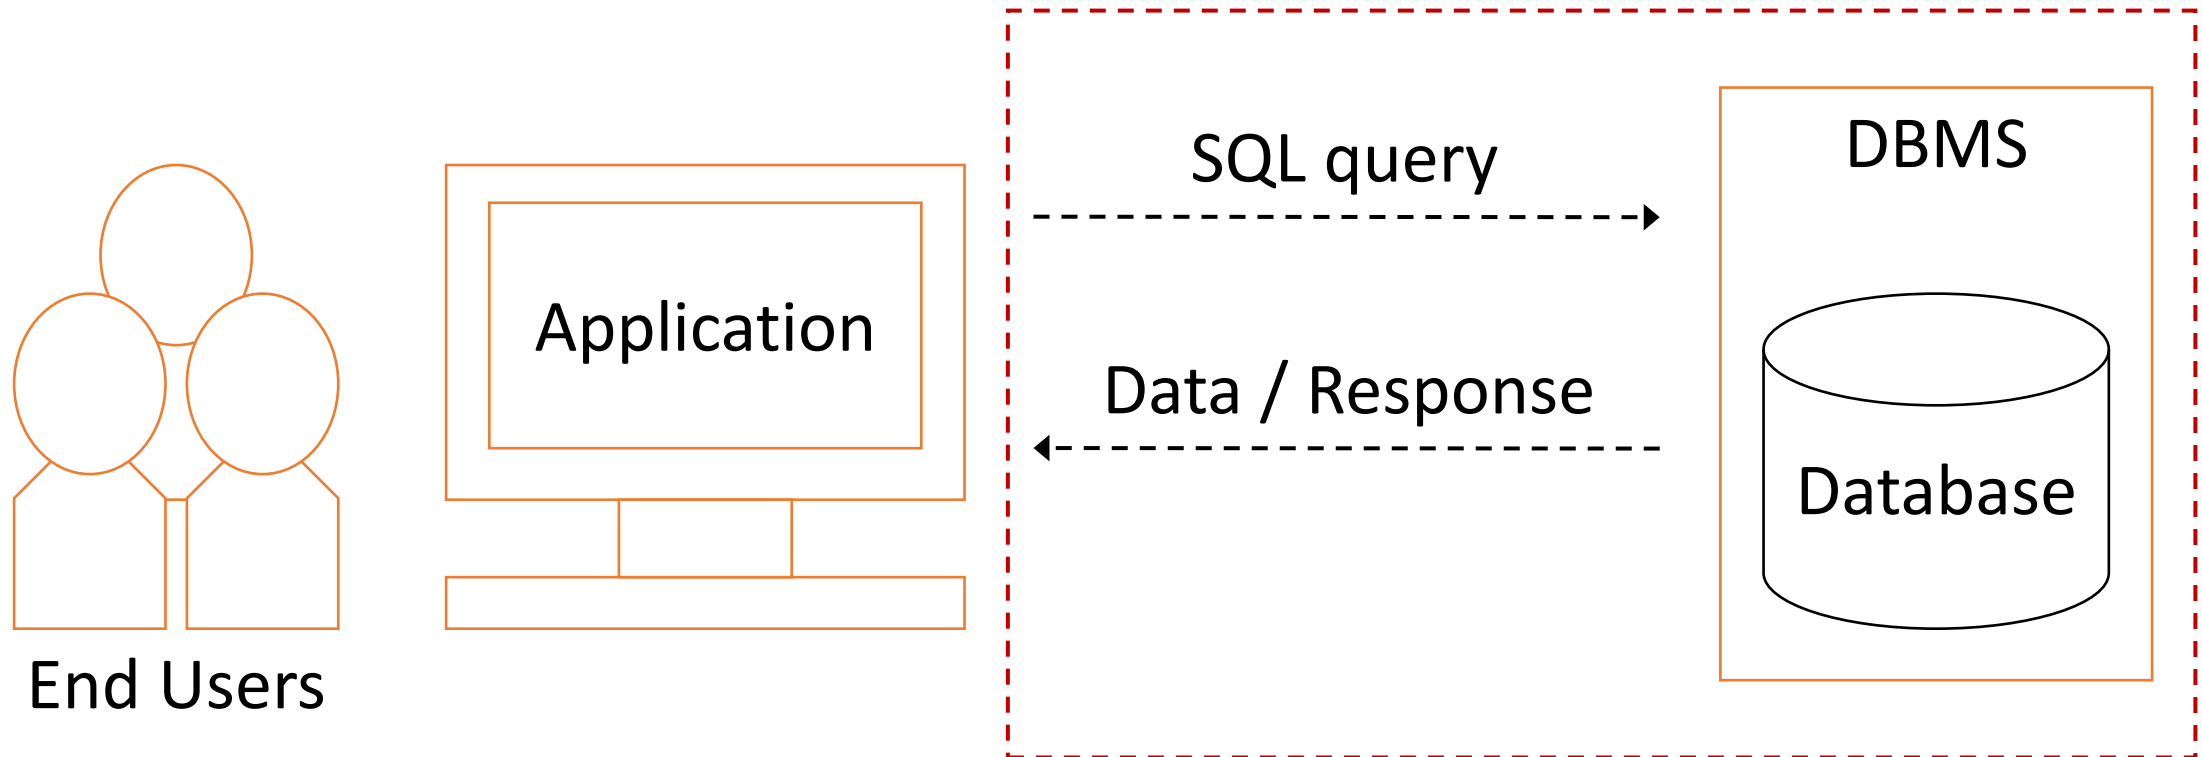 SQL query
DBMS
Application
Data / Response
Database
End Users